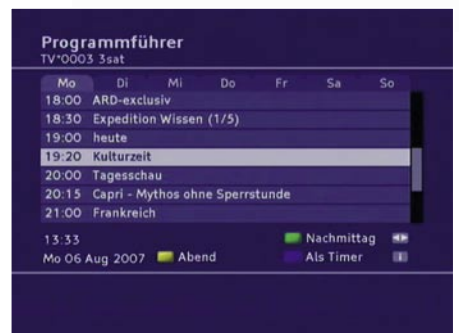 Programmführer
TV*0003 3sat
Mo Di Mi Do Fr Sa So
18:00 ARD-exclusiv
18:30 Expedition Wissen (1/5)
19:00 heute
19:20 Kulturzeit
20:00 Tagesschau
20:15 Capri - Mythos ohne Sperrstunde
21:00 Frankreich
13:33 Nachmittag
Mo 06 Aug 2007 Abend Als Timer i